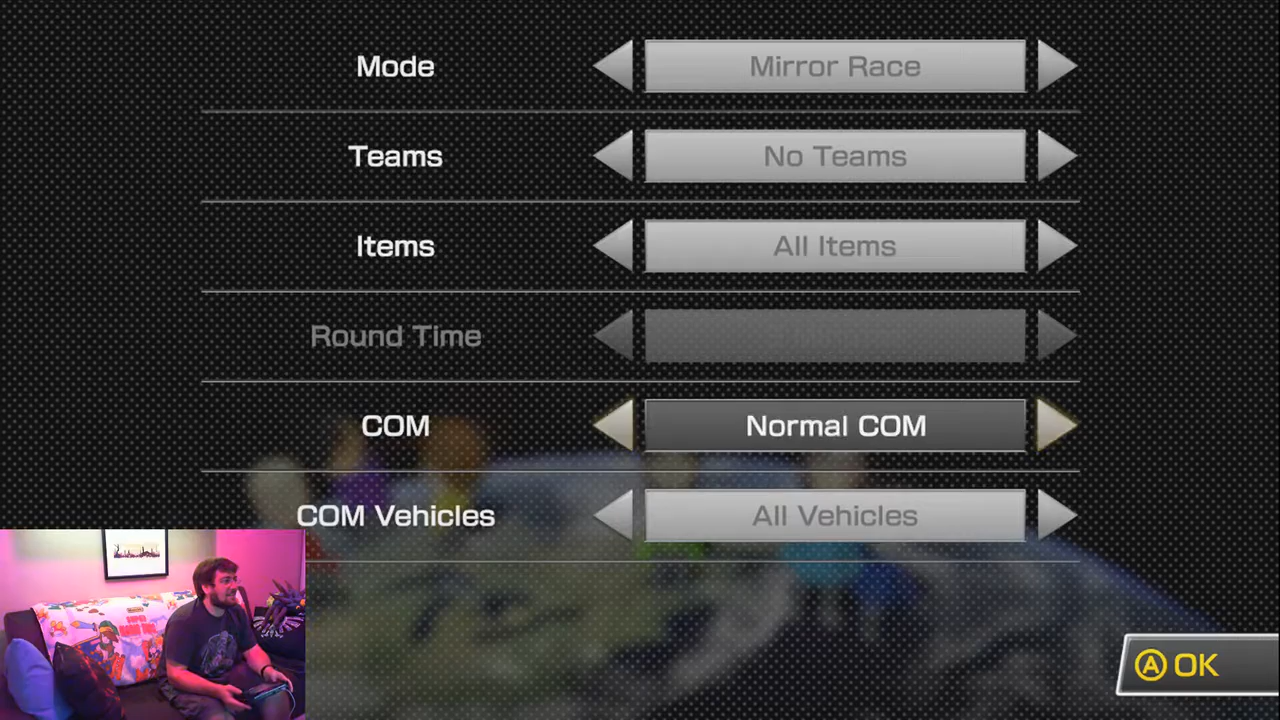 Mode
Mirror Race
Teams
No Teams
Items
All Items
Round Time
COM
Normal COM
COM Vehicles
All Vehicles
A OK